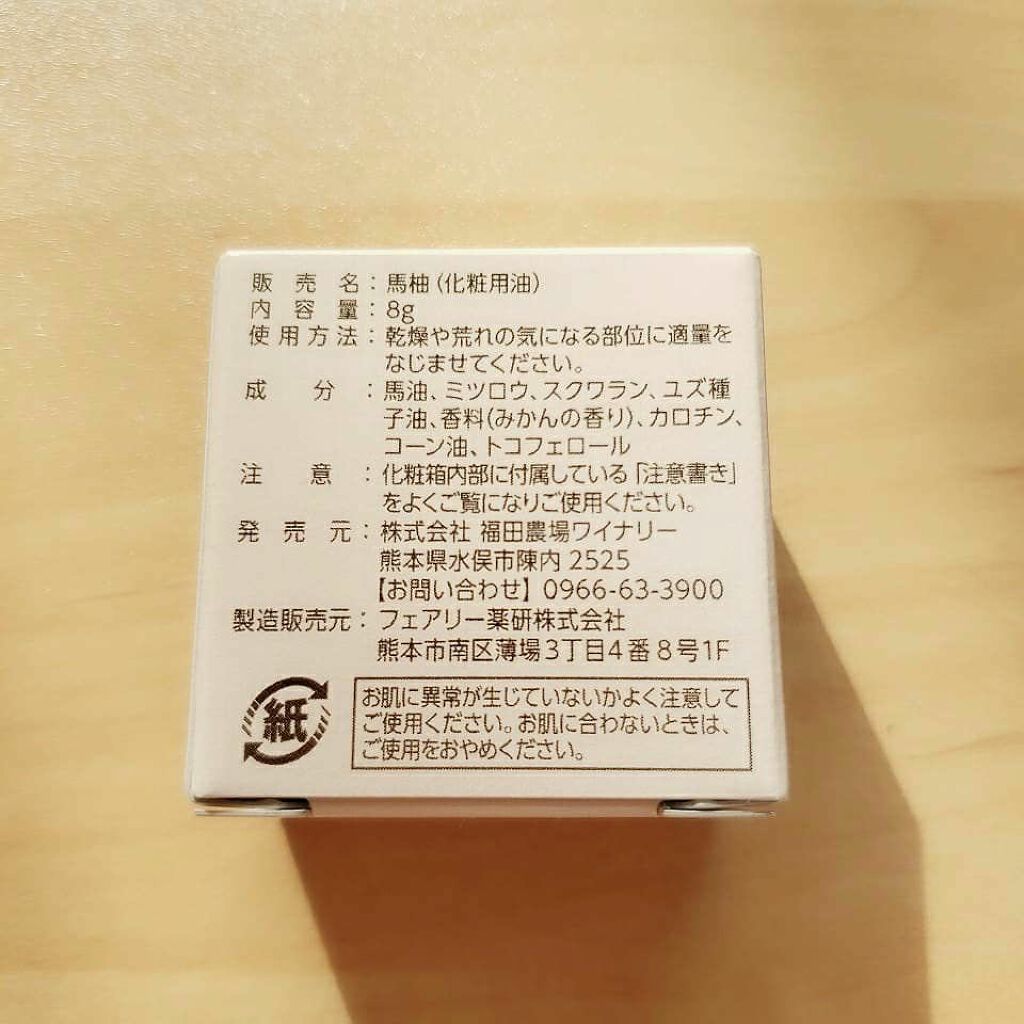 販売名：馬柚（化粧用油）
内容量：8g
使用方法：乾燥や荒れの気になる部位に適量を
なじませてください。
成分：馬油、ミツロウ、スクワラン、ユズ種
子油、香料（みかんの香り）、カロチン、
コーン油、トコフェロール
注意：化粧箱内部に付属している「注意書き」
をよくご覧になりご使用ください。
発売元：株式会社 福田農場ワイナリー
熊本県水俣市陳内 2525
【お問い合わせ】0966-63-3900
製造販売元：フェアリー薬研株式会社
熊本市南区薄場3丁目4番8号1F
紙
お肌に異常が生じていないかよく注意して
ご使用ください。お肌に合わないときは、
ご使用をおやめください。